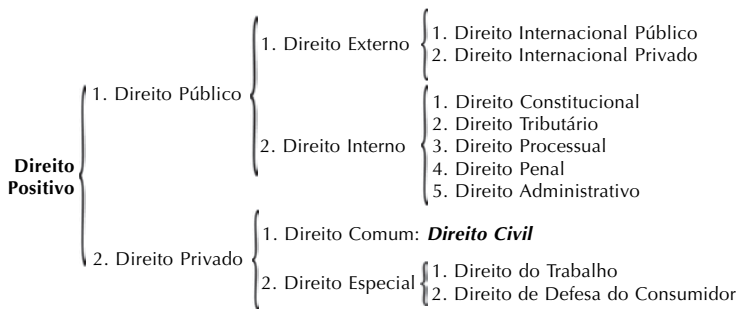 1. Direito Externo
1. Direito Internacional Público
2. Direito Internacional Privado
1. Direito Público
2. Direito Interno
1. Direito Constitucional
2. Direito Tributário
3. Direito Processual
4. Direito Penal
5. Direito Administrativo
Direito
Positivo
2. Direito Privado
1. Direito Comum: Direito Civil
2. Direito Especial
1. Direito do Trabalho
2. Direito de Defesa do Consumidor